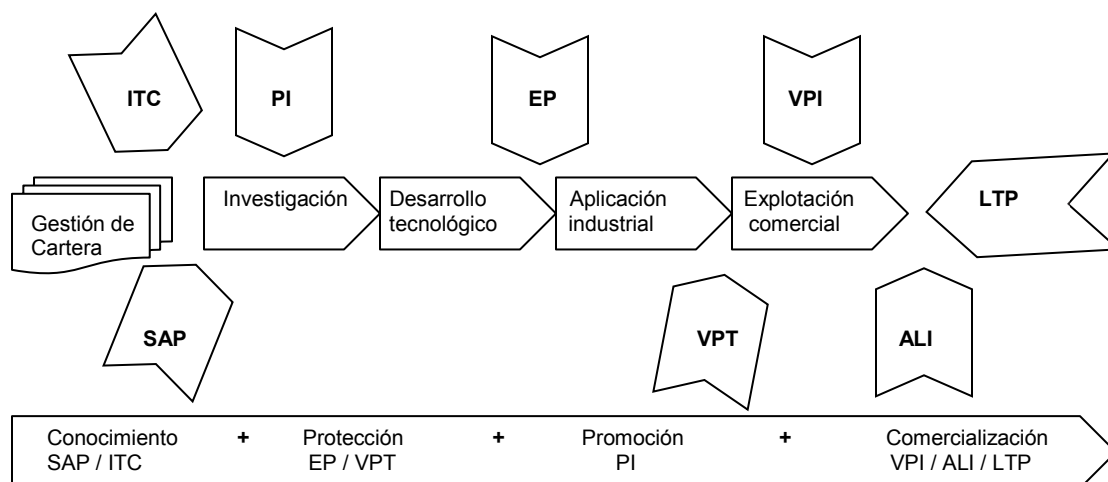 ITC
PI
EP
VPI
Gestión de
Cartera
Investigación
Desarrollo
tecnológico
Aplicación
industrial
Explotación
comercial
LTP
SAP
VPT
ALI
Conocimiento + Protección + Promoción + Comercialización
SAP / ITC EP / VPT PI VPI / ALI / LTP